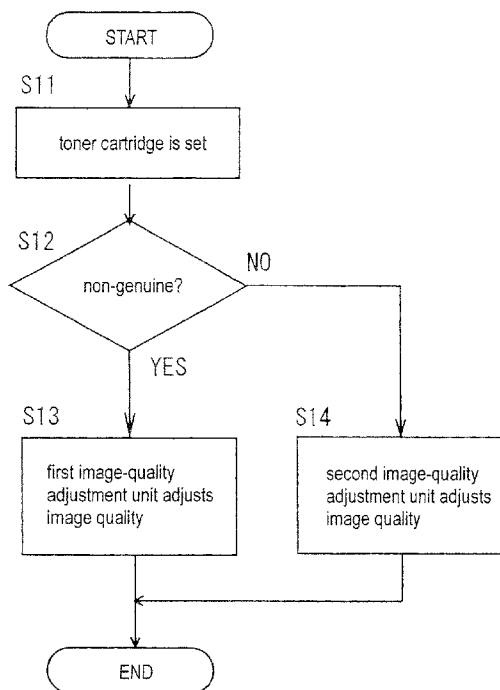 START
S11
toner cartridge is set
S12
non-genuine?
NO
YES
S13
first image-quality
adjustment unit adjusts
image quality
S14
second image-quality
adjustment unit adjusts
image quality
END